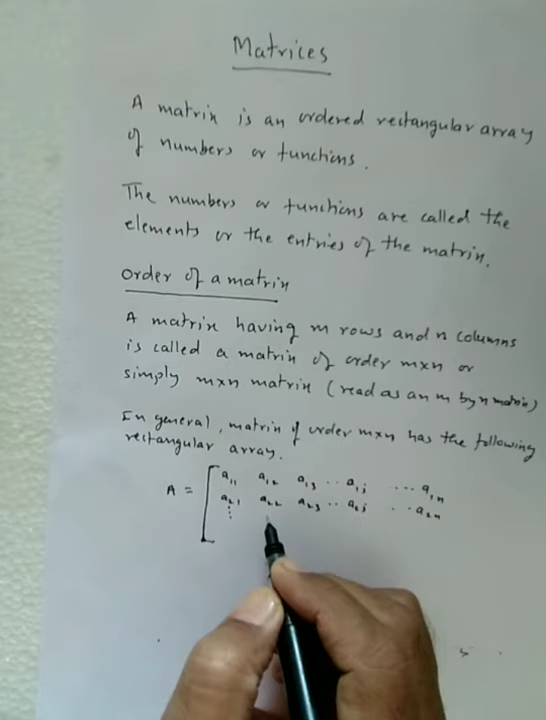 Matrices
A matrix is an ordered rectangular array
of numbers or functions.
The numbers or functions are called the
elements or the entries of the matrix.
Order of a matrix
A matrix having m rows and n columns
is called a matrix of order m×n or
simply m×n matrix (read as an m by n matrix)
In general, matrix of order m×n has the following
rectangular array.
A = [ a₁₁ a₁₂ a₁₃ ·· a₁ⱼ ··· a₁ₙ
a₂₁ a₂₂ a₂₃ ·· a₂ⱼ ·· a₂ₙ
⋮